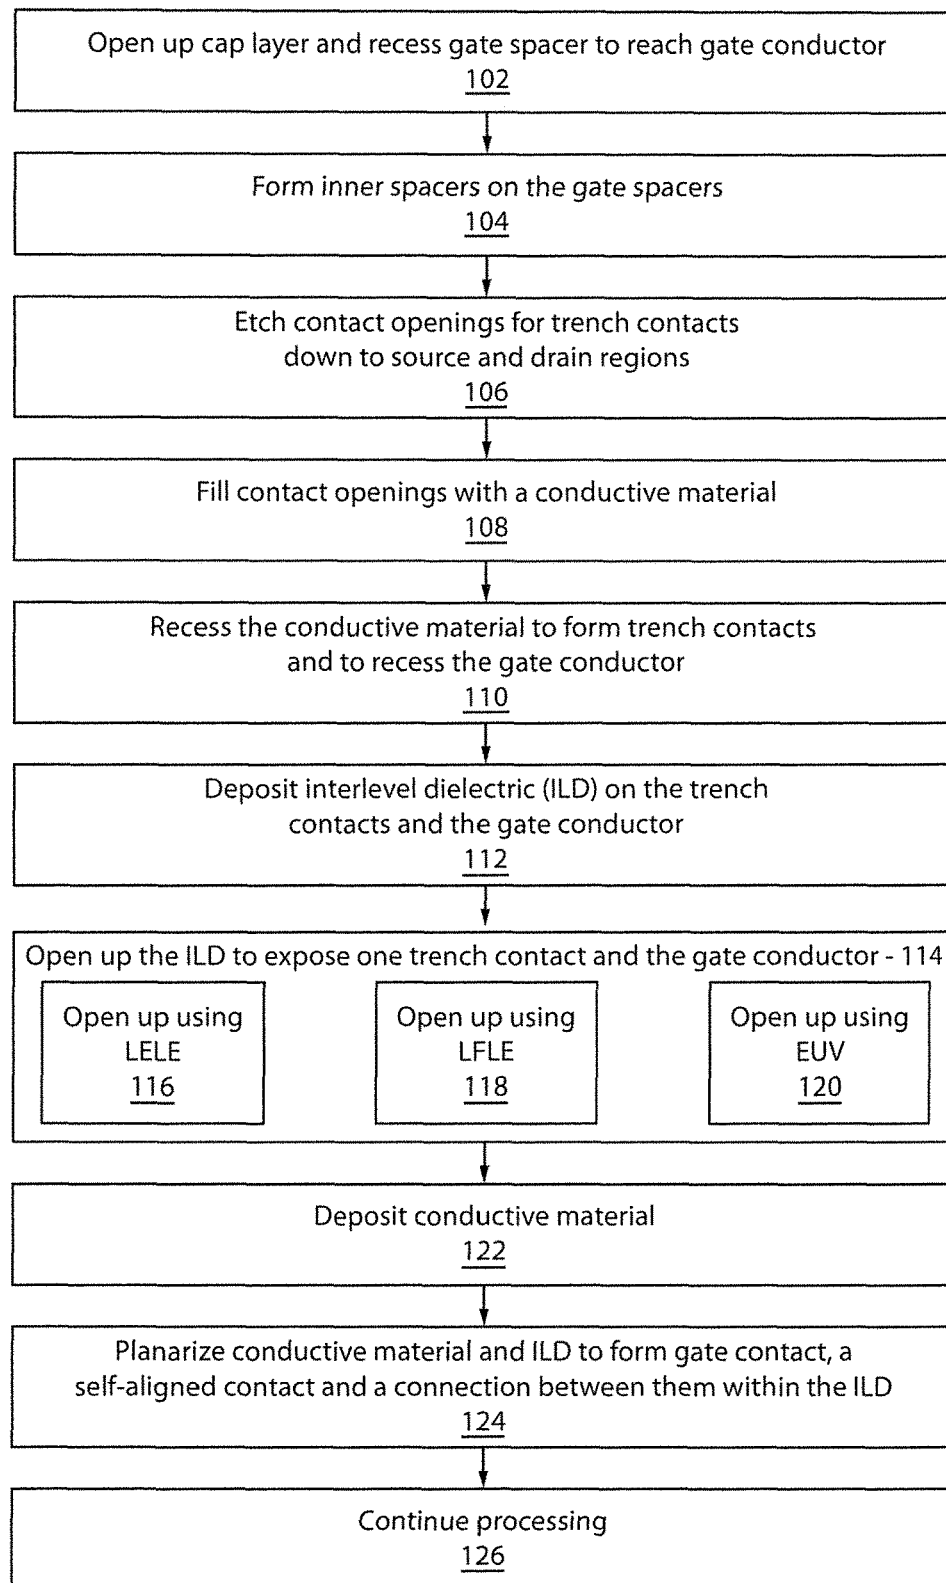 Open up cap layer and recess gate spacer to reach gate conductor
102
Form inner spacers on the gate spacers
104
Etch contact openings for trench contacts
down to source and drain regions
106
Fill contact openings with a conductive material
108
Recess the conductive material to form trench contacts
and to recess the gate conductor
110
Deposit interlevel dielectric (ILD) on the trench
contacts and the gate conductor
112
Open up the ILD to expose one trench contact and the gate conductor - 114
Open up using
LELE
116
Open up using
LFLE
118
Open up using
EUV
120
Deposit conductive material
122
Planarize conductive material and ILD to form gate contact, a
self-aligned contact and a connection between them within the ILD
124
Continue processing
126